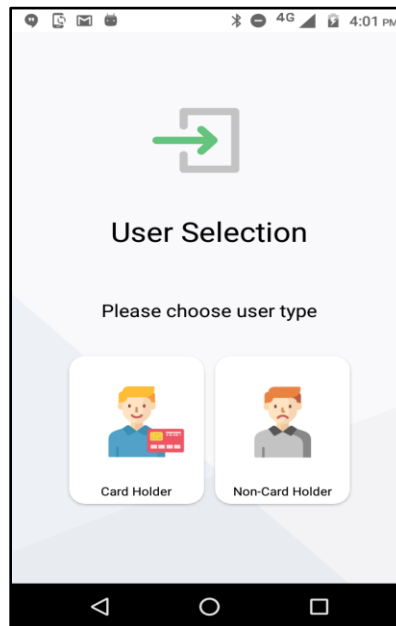 4G 4:01 PM
User Selection
Please choose user type
Card Holder
Non-Card Holder